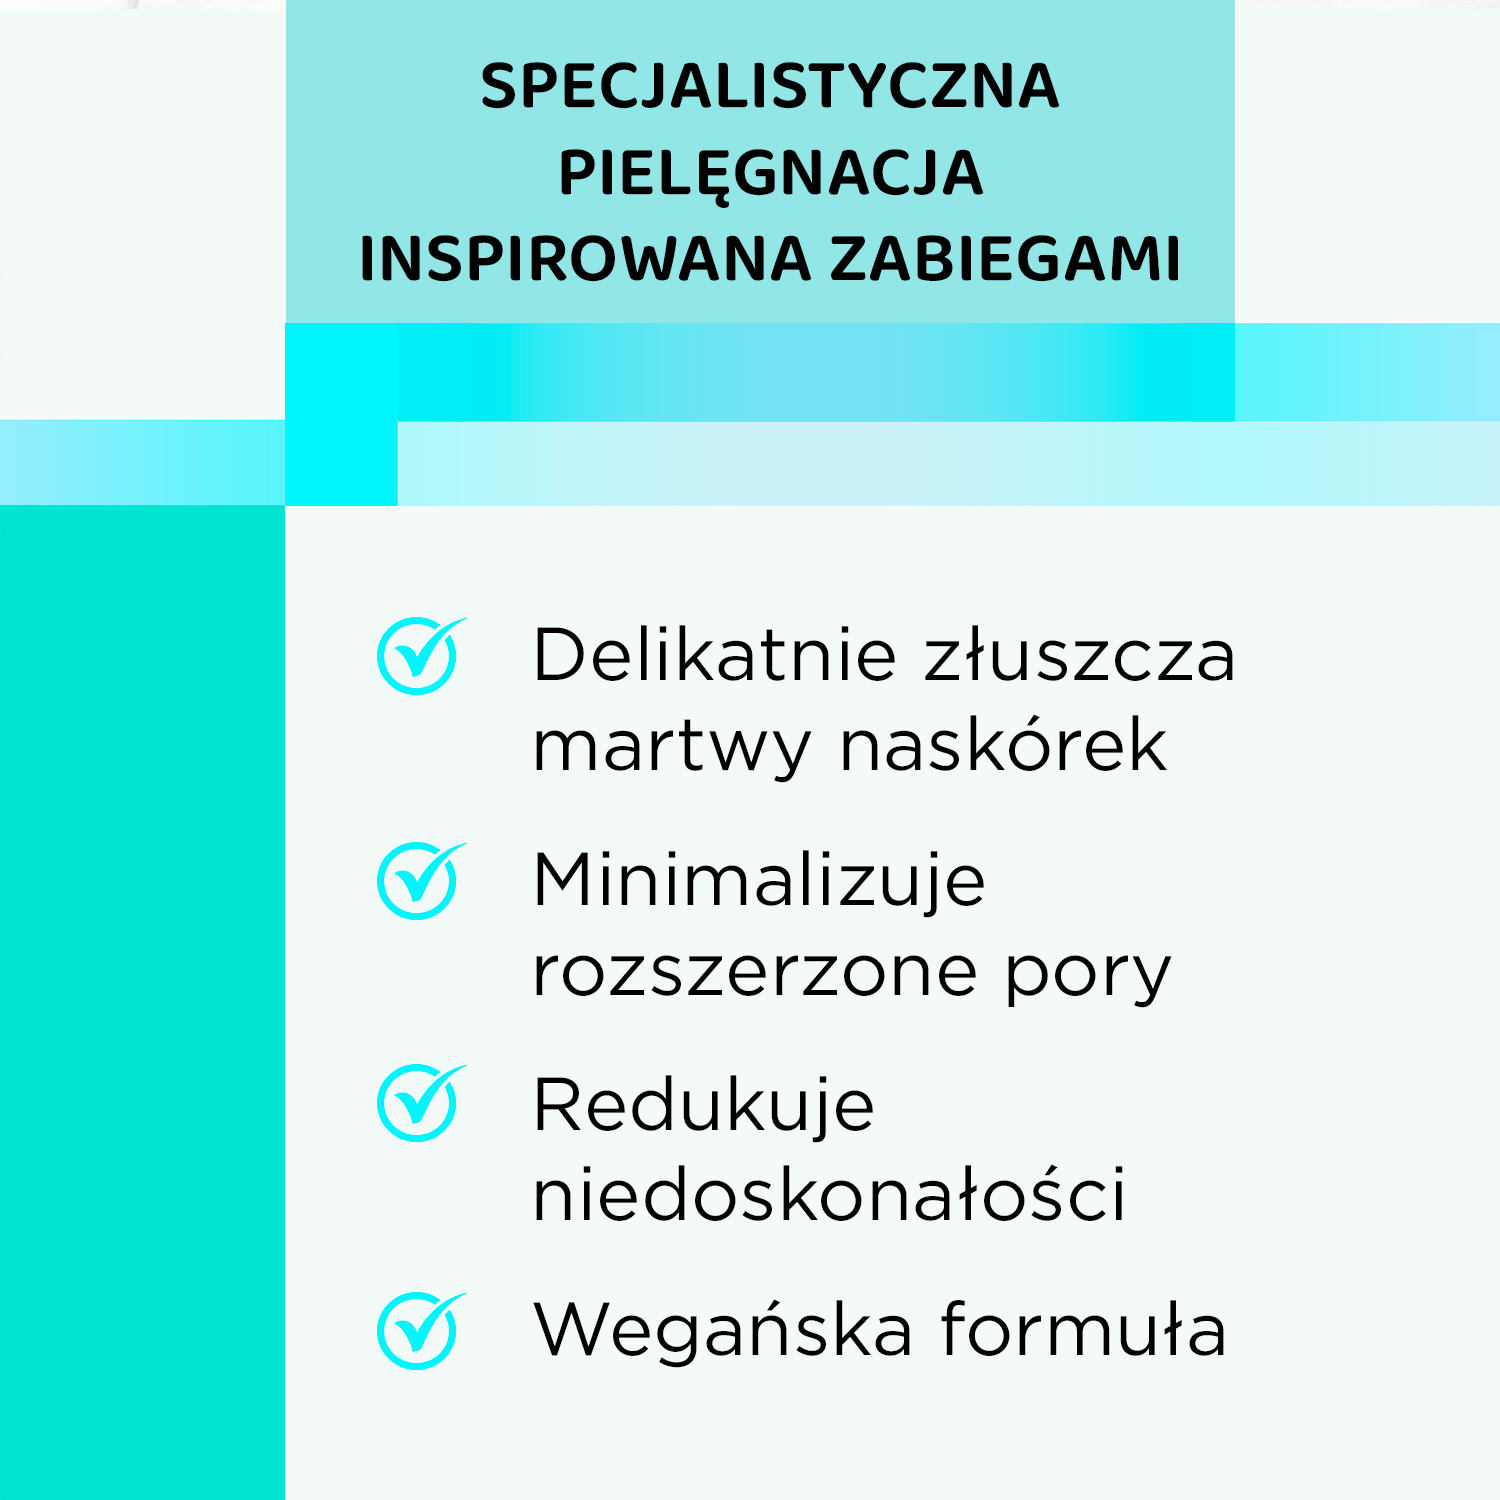 SPECJALISTYCZNA
PIELĘGNACJA
INSPIROWANA ZABIEGAMI
Delikatnie złuszcza
martwy naskórek
Minimalizuje
rozszerzone pory
Redukuje
niedoskonałości
Wegańska formuła